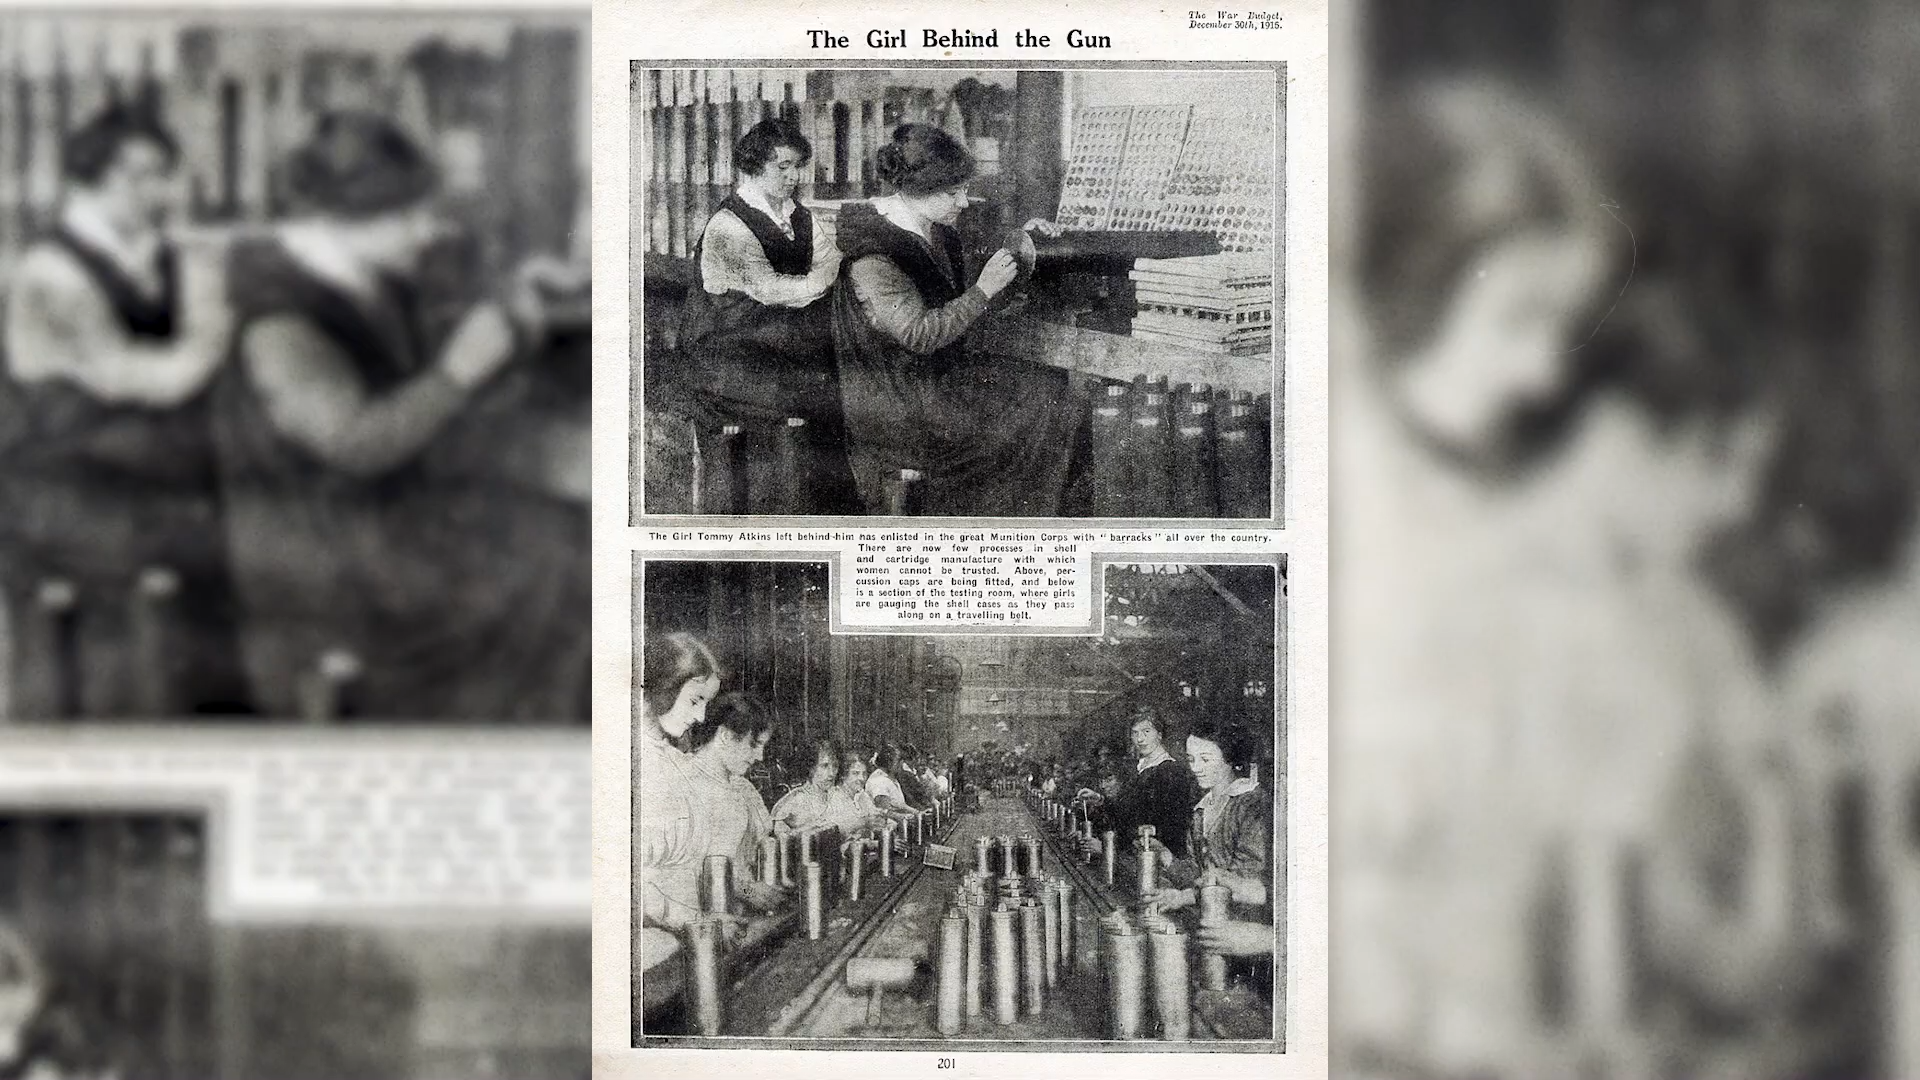 The War Budget,
December 30th, 1915.
The Girl Behind the Gun
The Girl Tommy Atkins left behind him has enlisted in the great Munition Corps with "barracks" all over the country.
There are now few processes in shell
and cartridge manufacture with which
women cannot be trusted. Above, per-
cussion caps are being fitted, and below
is a section of the testing room, where girls
are gauging the shell cases as they pass
along on a travelling belt.
201